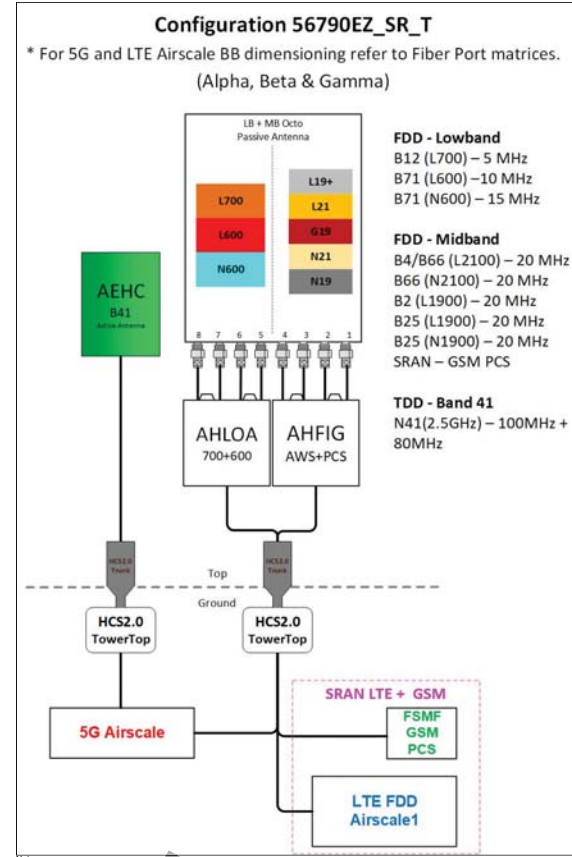 Configuration 56790EZ_SR_T
* For 5G and LTE Airscale BB dimensioning refer to Fiber Port matrices.
(Alpha, Beta & Gamma)
LB + MB Octo
Passive Antenna
L700
L600
N600
L19+
L21
G19
N21
N19
8 7 6 5 4 3 2 1
FDD - Lowband
B12 (L700) – 5 MHz
B71 (L600) –10 MHz
B71 (N600) – 15 MHz
FDD - Midband
B4/B66 (L2100) – 20 MHz
B66 (N2100) – 20 MHz
B2 (L1900) – 20 MHz
B25 (L1900) – 20 MHz
B25 (N1900) – 20 MHz
SRAN – GSM PCS
TDD - Band 41
N41(2.5GHz) – 100MHz +
80MHz
AEHC
B41
Active Antenna
AHLOA
700+600
AHFIG
AWS+PCS
HCS2.0
Trunk
HCS2.0
Trunk
Top
Ground
HCS2.0
TowerTop
HCS2.0
TowerTop
5G Airscale
SRAN LTE + GSM
FSMF
GSM
PCS
LTE FDD
Airscale1